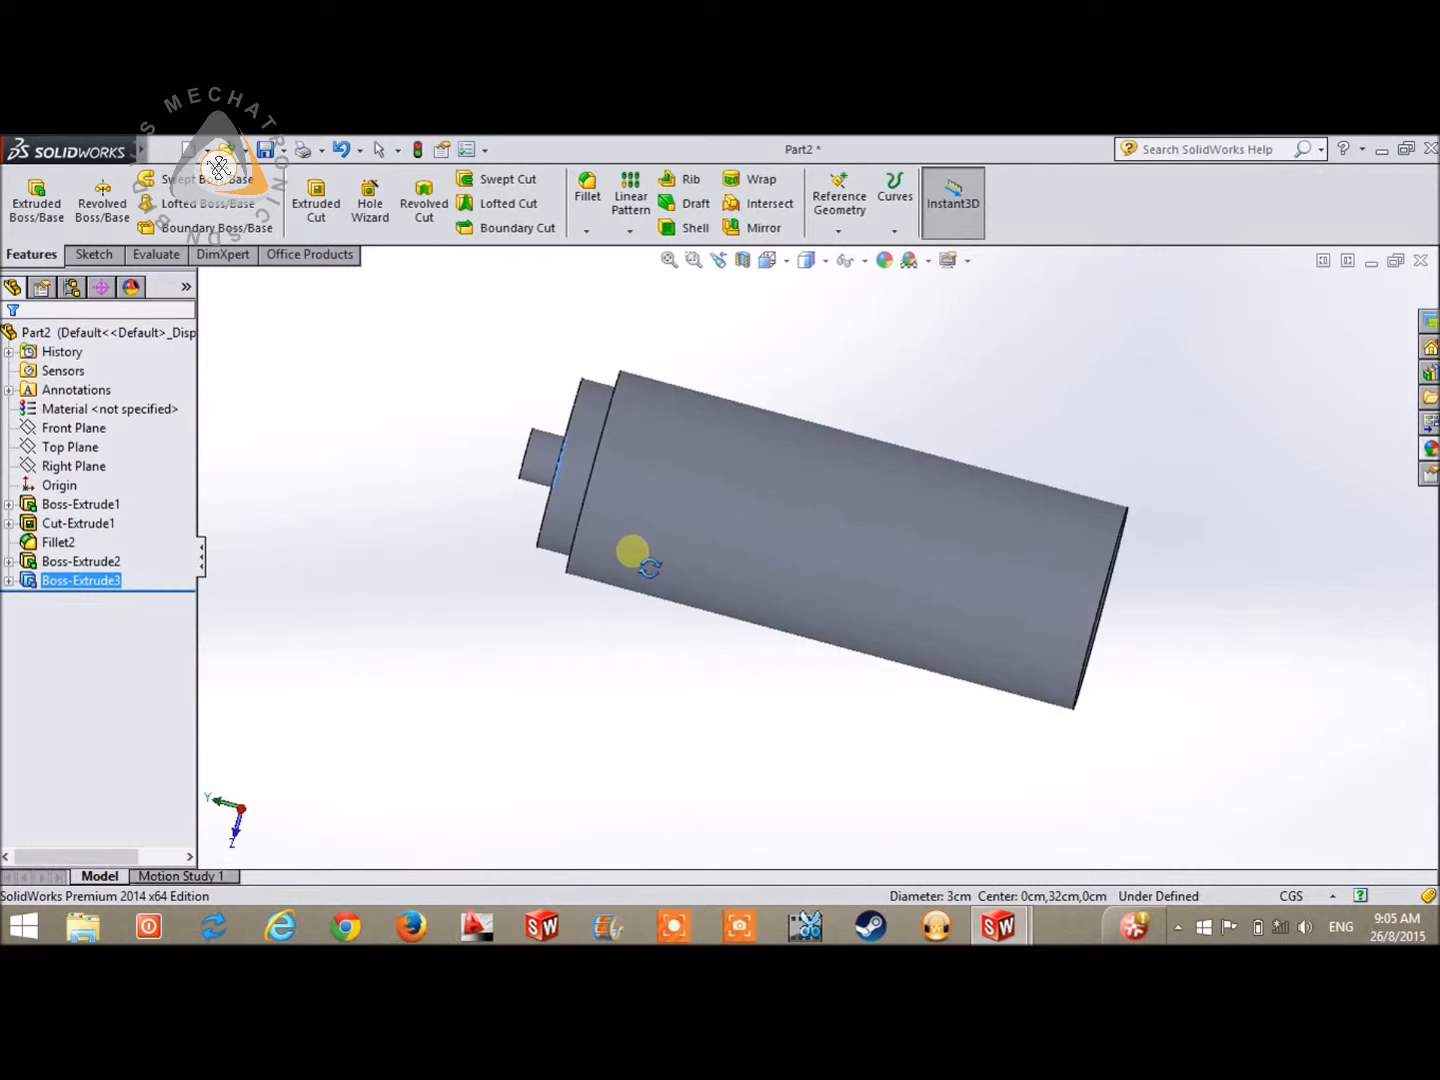 SOLIDWORKS
Part2 *
Search SolidWorks Help
Extruded Boss/Base
Revolved Boss/Base
Swept Boss/Base
Lofted Boss/Base
Boundary Boss/Base
Extruded Cut
Hole Wizard
Revolved Cut
Swept Cut
Lofted Cut
Boundary Cut
Fillet
Linear Pattern
Rib
Draft
Shell
Wrap
Intersect
Mirror
Reference Geometry
Curves
Instant3D
Features
Sketch
Evaluate
DimXpert
Office Products
Part2 (Default<<Default>_Disp
History
Sensors
Annotations
Material <not specified>
Front Plane
Top Plane
Right Plane
Origin
Boss-Extrude1
Cut-Extrude1
Fillet2
Boss-Extrude2
Boss-Extrude3
Y
Z
Model
Motion Study 1
SolidWorks Premium 2014 x64 Edition
Diameter: 3cm Center: 0cm,32cm,0cm
Under Defined
CGS
ENG
9:05 AM
26/8/2015